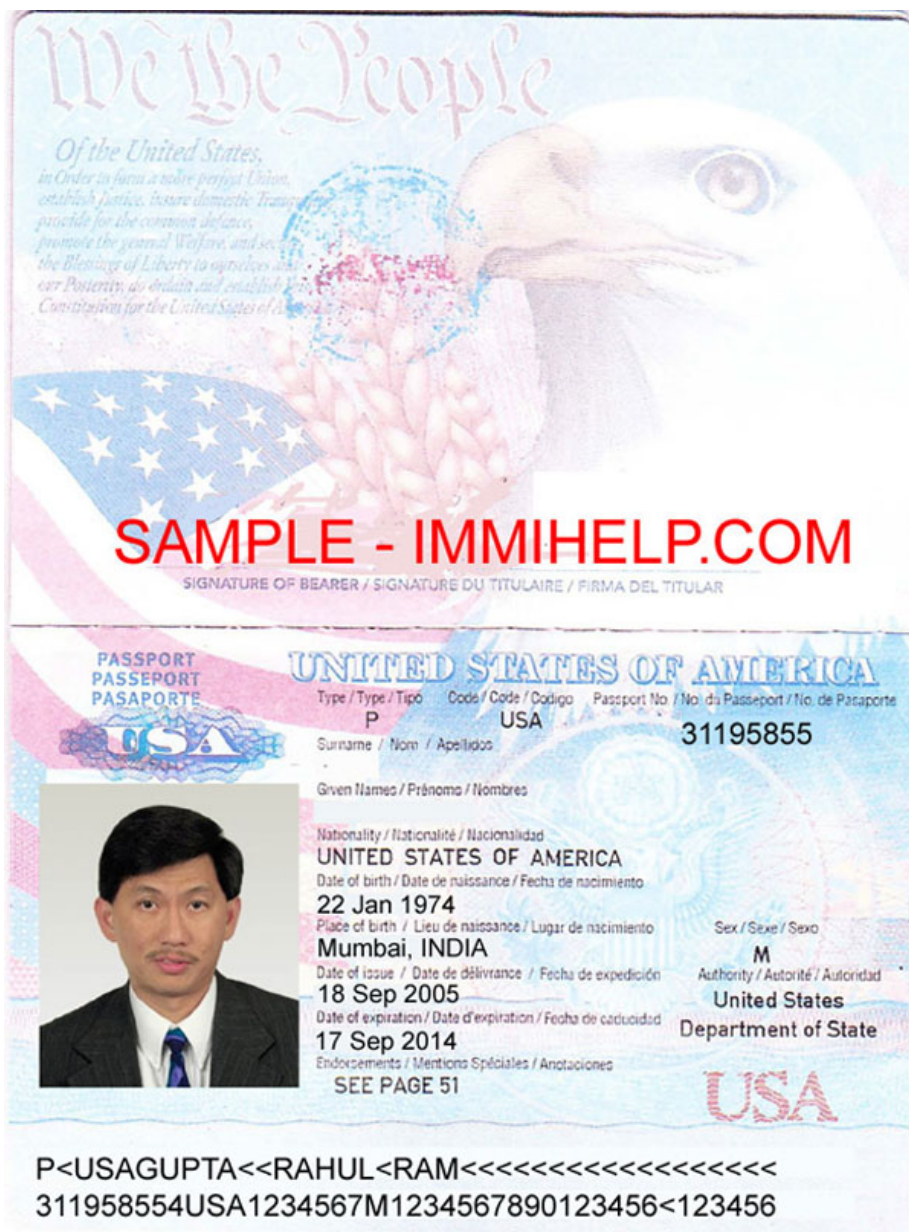 We the People
Of the United States,
in Order to form a more perfect Union,
establish Justice, insure domestic
provide for the common defence,
promote the general Welfare, and
the Blessings of Liberty to ourselves and
our Posterity, do ordain and establish this
Constitution for the United States of
SAMPLE - IMMIHELP.COM
SIGNATURE OF BEARER / SIGNATURE DU TITULAIRE / FIRMA DEL TITULAR
PASSPORT
PASSEPORT
PASAPORTE
USA
UNITED STATES OF AMERICA
Type / Type / Tipo Code / Code / Codigo Passport No. / No. du Passeport / No. de Pasaporte
P USA 31195855
Surname / Nom / Apellidos
Given Names / Prénoms / Nombres
Nationality / Nationalité / Nacionalidad
UNITED STATES OF AMERICA
Date of birth / Date de naissance / Fecha de nacimiento
22 Jan 1974
Place of birth / Lieu de naissance / Lugar de nacimiento Sex / Sexe / Sexo
Mumbai, INDIA M
Date of issue / Date de délivrance / Fecha de expedición Authority / Autorité / Autoridad
18 Sep 2005 United States
Date of expiration / Date d'expiration / Fecha de caducidad Department of State
17 Sep 2014
Endorsements / Mentions Spéciales / Anotaciones
SEE PAGE 51
USA
P<USAGUPTA<<RAHUL<RAM<<<<<<<<<<<<<<<<<<
311958554USA1234567M1234567890123456<123456